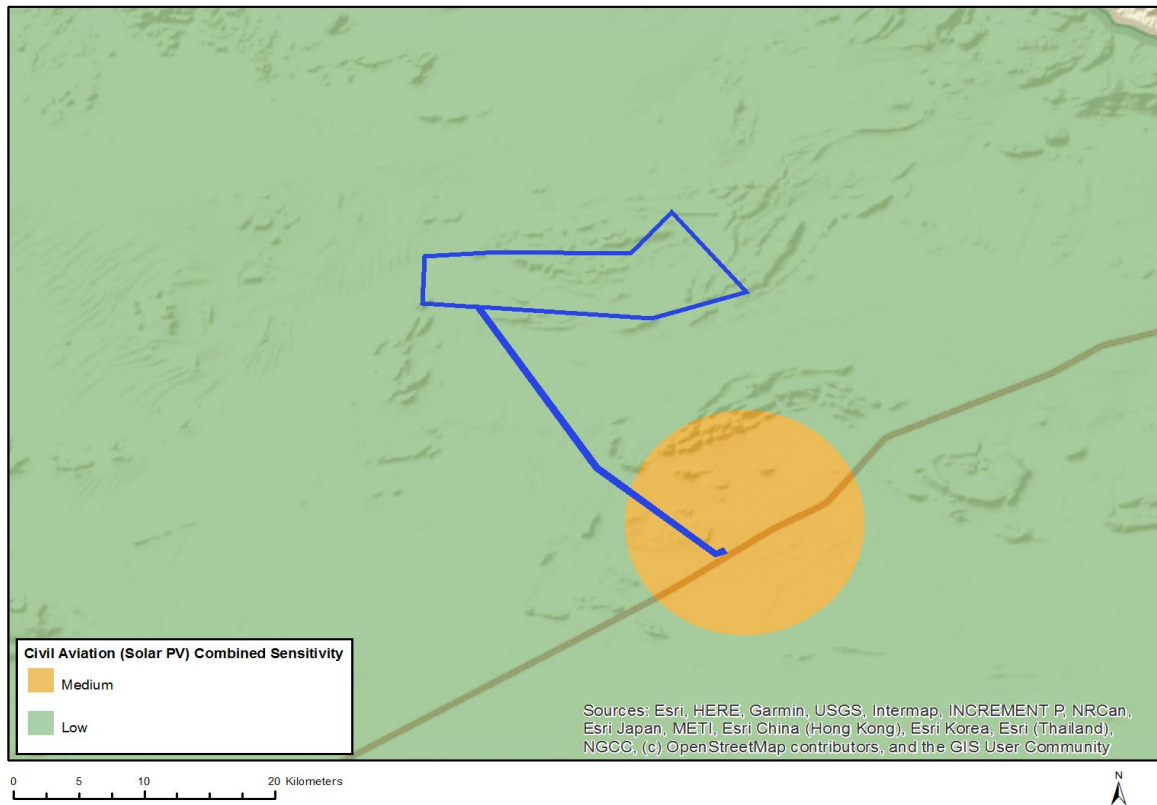 Civil Aviation (Solar PV) Combined Sensitivity
Medium
Low
Sources: Esri, HERE, Garmin, USGS, Intermap, INCREMENT P, NRCan,
Esri Japan, METI, Esri China (Hong Kong), Esri Korea, Esri (Thailand),
NGCC, (c) OpenStreetMap contributors, and the GIS User Community
0 5 10 20 Kilometers
N